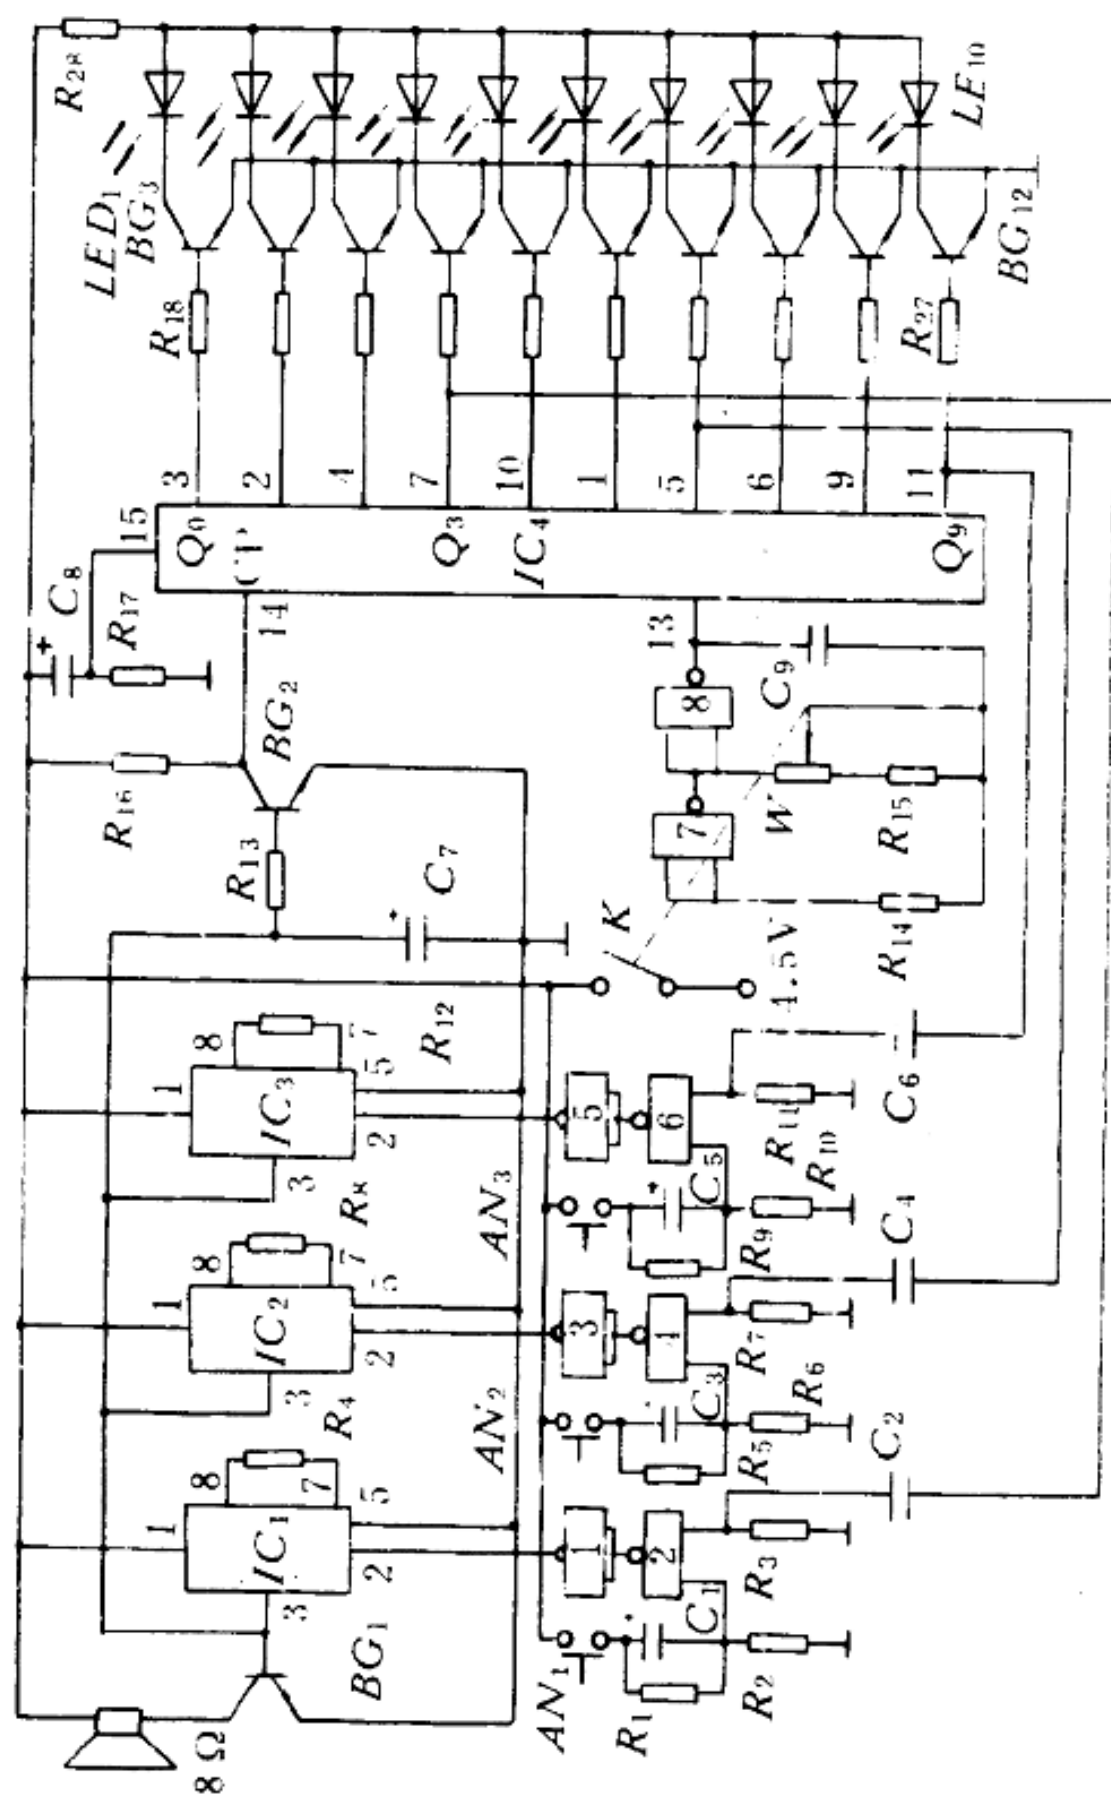 R28
LED1
BG3
LE10
BG12
R18
R27
3
2
4
7
10
1
5
6
9
11
15
Q0
CP
Q3
IC4
Q9
14
13
C8
R17
R16
BG2
R13
C7
8
7
C9
W
R15
R14
K
4.5V
1
IC3
8
7
R12
5
2
3
1
IC2
8
7
R8
5
2
3
1
IC1
8
7
R4
5
2
3
BG1
8 Ω
AN3
AN2
AN1
5
6
3
4
1
2
C5
C3
C1
R11
R10
R9
R7
R6
R5
R3
R2
R1
C6
C4
C2